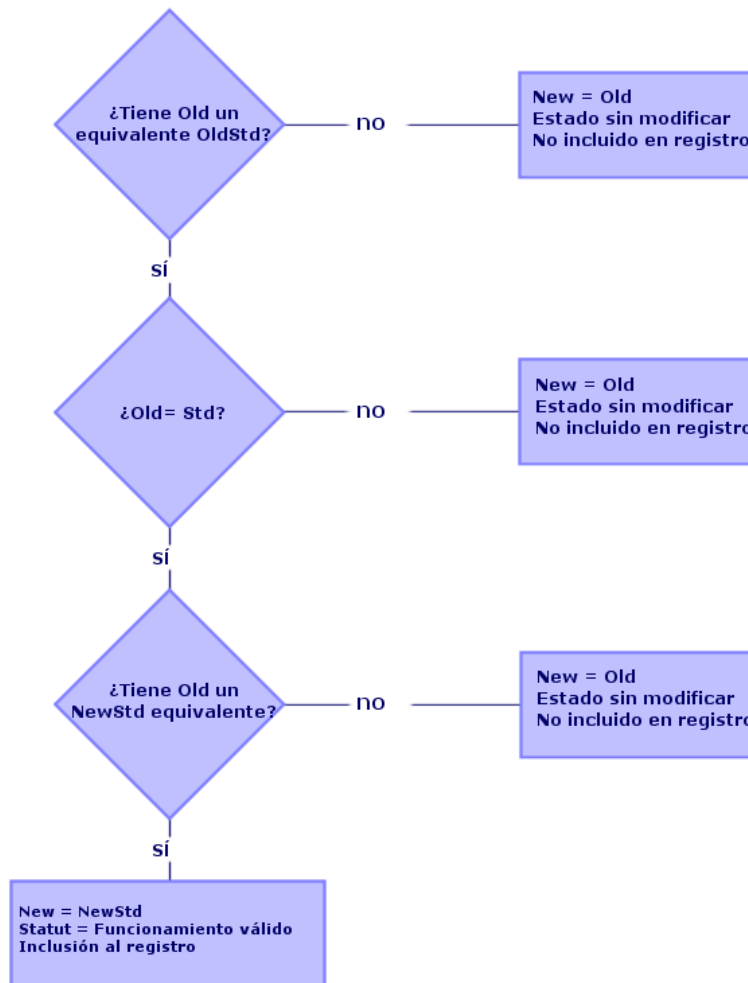 ¿Tiene Old un
equivalente OldStd?
no
New = Old
Estado sin modificar
No incluido en registro
sí
¿Old= Std?
no
New = Old
Estado sin modificar
No incluido en registro
sí
¿Tiene Old un
NewStd equivalente?
no
New = Old
Estado sin modificar
No incluido en registro
sí
New = NewStd
Statut = Funcionamiento válido
Inclusión al registro